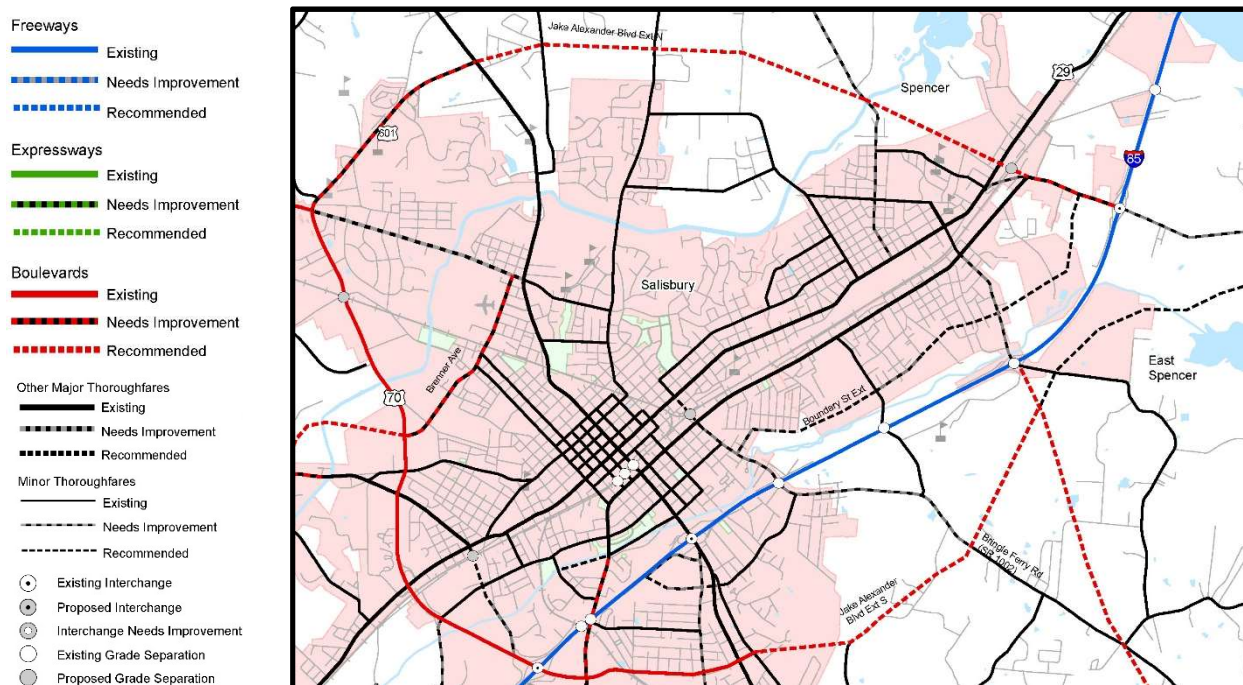 Freeways
Existing
Needs Improvement
Recommended
Expressways
Existing
Needs Improvement
Recommended
Boulevards
Existing
Needs Improvement
Recommended
Other Major Thoroughfares
Existing
Needs Improvement
Recommended
Minor Thoroughfares
Existing
Needs Improvement
Recommended
Existing Interchange
Proposed Interchange
Interchange Needs Improvement
Existing Grade Separation
Proposed Grade Separation
Jake Alexander Blvd Ext N
29
Spencer
601
85
Salisbury
Brenner Ave
70
East
Spencer
Boundery St Ext
Bringle Ferry Rd
(SR 1002)
Jake Alexander
Blvd Ext S